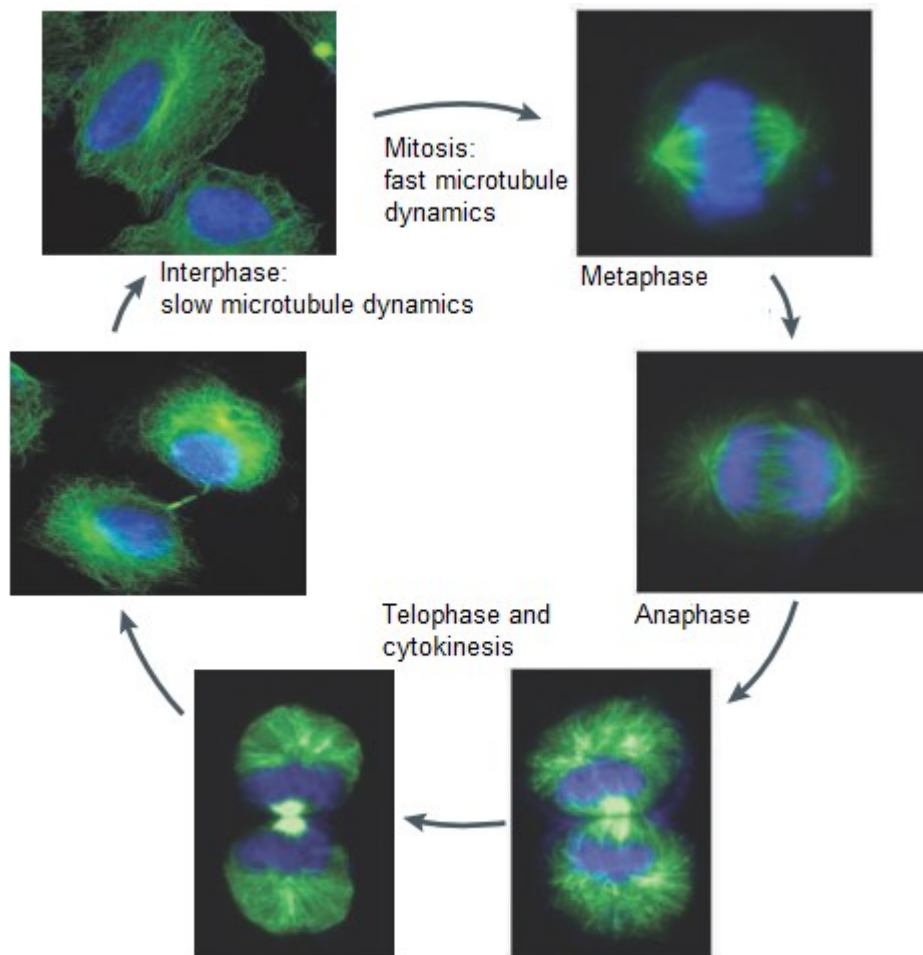 Mitosis:
fast microtubule
dynamics
Metaphase
Interphase:
slow microtubule dynamics
Anaphase
Telophase and
cytokinesis